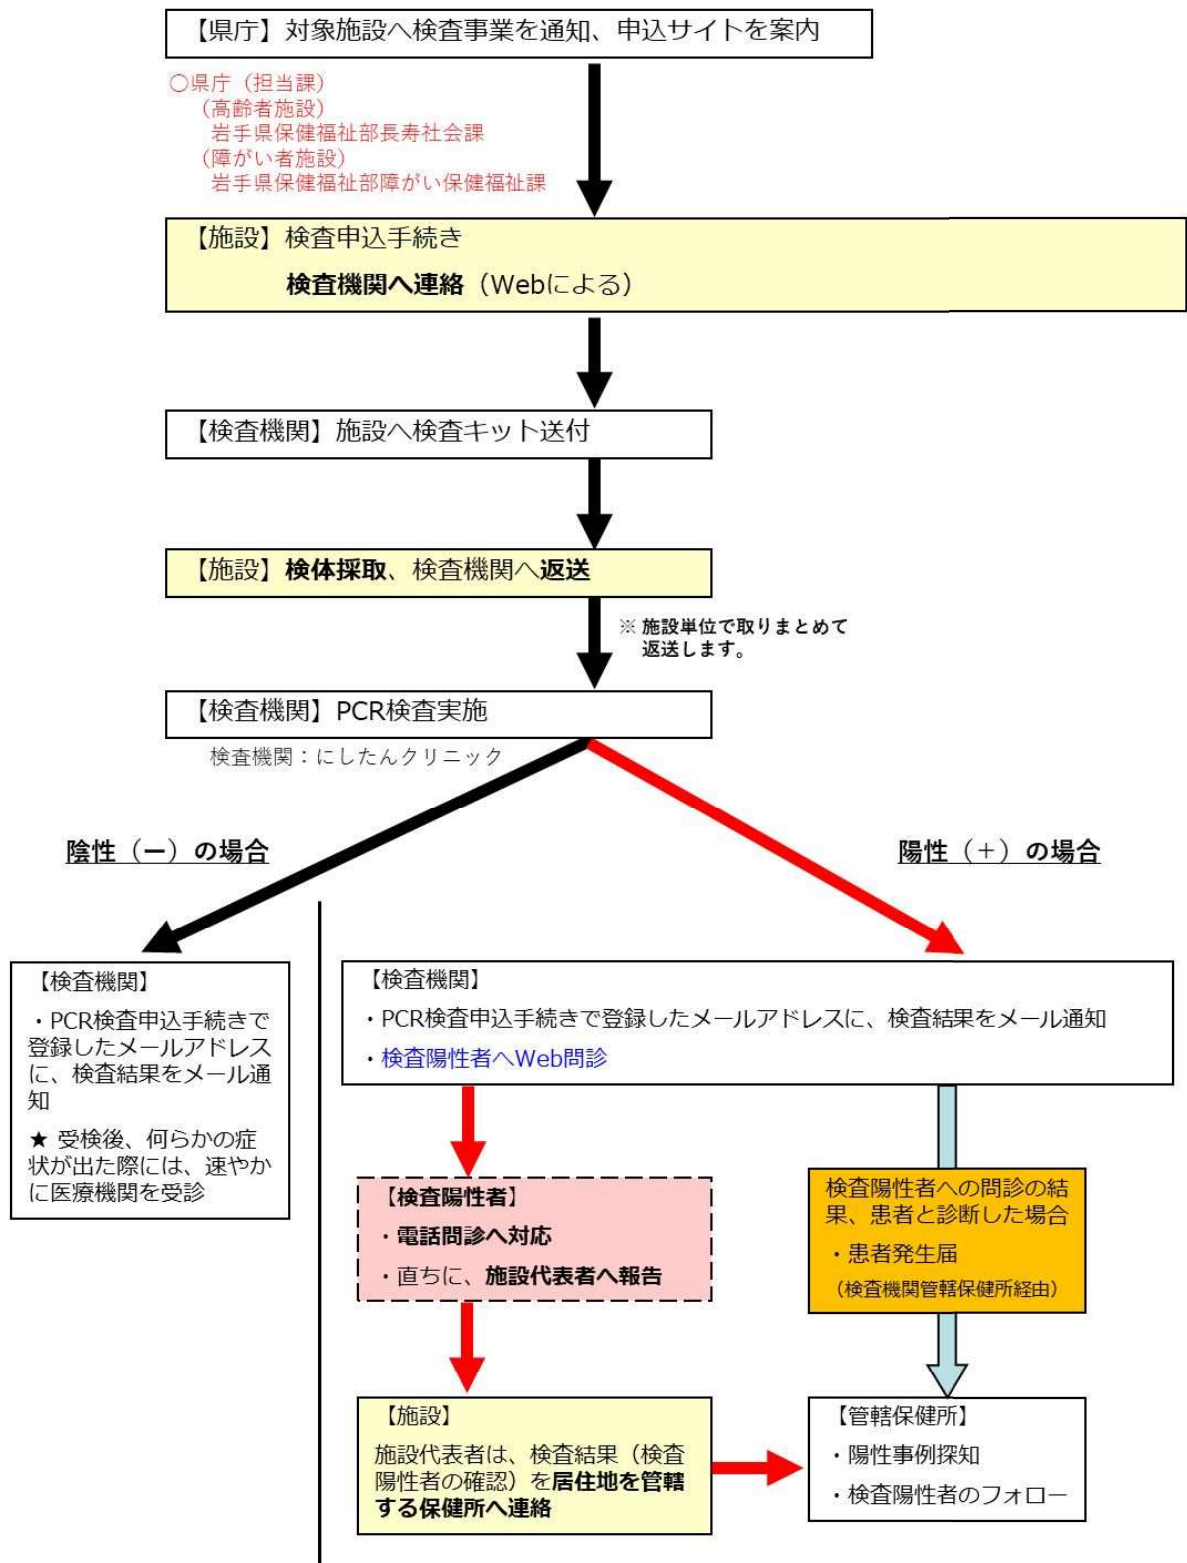 【県庁】対象施設へ検査事業を通知、申込サイトを案内
○県庁（担当課）
（高齢者施設）
岩手県保健福祉部長寿社会課
（障がい者施設）
岩手県保健福祉部障がい保健福祉課
【施設】検査申込手続き
検査機関へ連絡（Webによる）
【検査機関】施設へ検査キット送付
【施設】検体採取、検査機関へ返送
※ 施設単位で取りまとめて
返送します。
【検査機関】PCR検査実施
検査機関：にしたんクリニック
陰性（ー）の場合
陽性（＋）の場合
【検査機関】
・PCR検査申込手続きで
登録したメールアドレス
に、検査結果をメール通
知
★ 受検後、何らかの症
状が出た際には、速やか
に医療機関を受診
【検査機関】
・PCR検査申込手続きで登録したメールアドレスに、検査結果をメール通知
・検査陽性者へWeb問診
【検査陽性者】
・電話問診へ対応
・直ちに、施設代表者へ報告
検査陽性者への問診の結
果、患者と診断した場合
・患者発生届
（検査機関管轄保健所経由）
【施設】
施設代表者は、検査結果（検査
陽性者の確認）を居住地を管轄
する保健所へ連絡
【管轄保健所】
・陽性事例探知
・検査陽性者のフォロー